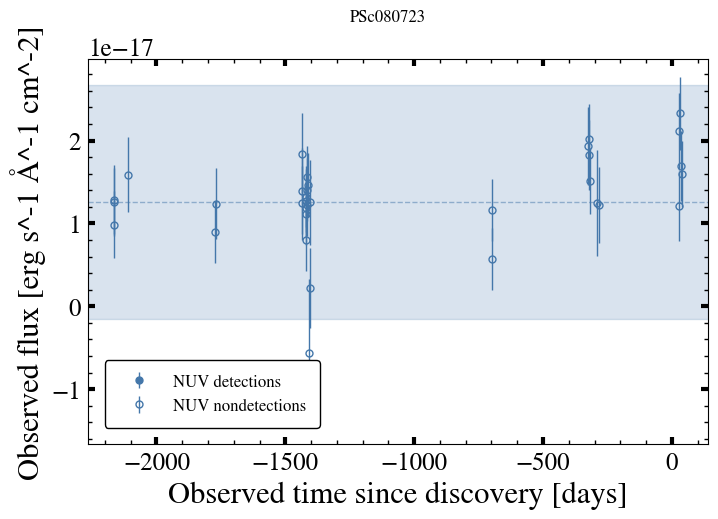 PSc080723
1e−17
Observed flux [erg s^-1 Å^-1 cm^-2]
2
1
0
−1
NUV detections
NUV nondetections
−2000 −1500 −1000 −500 0
Observed time since discovery [days]